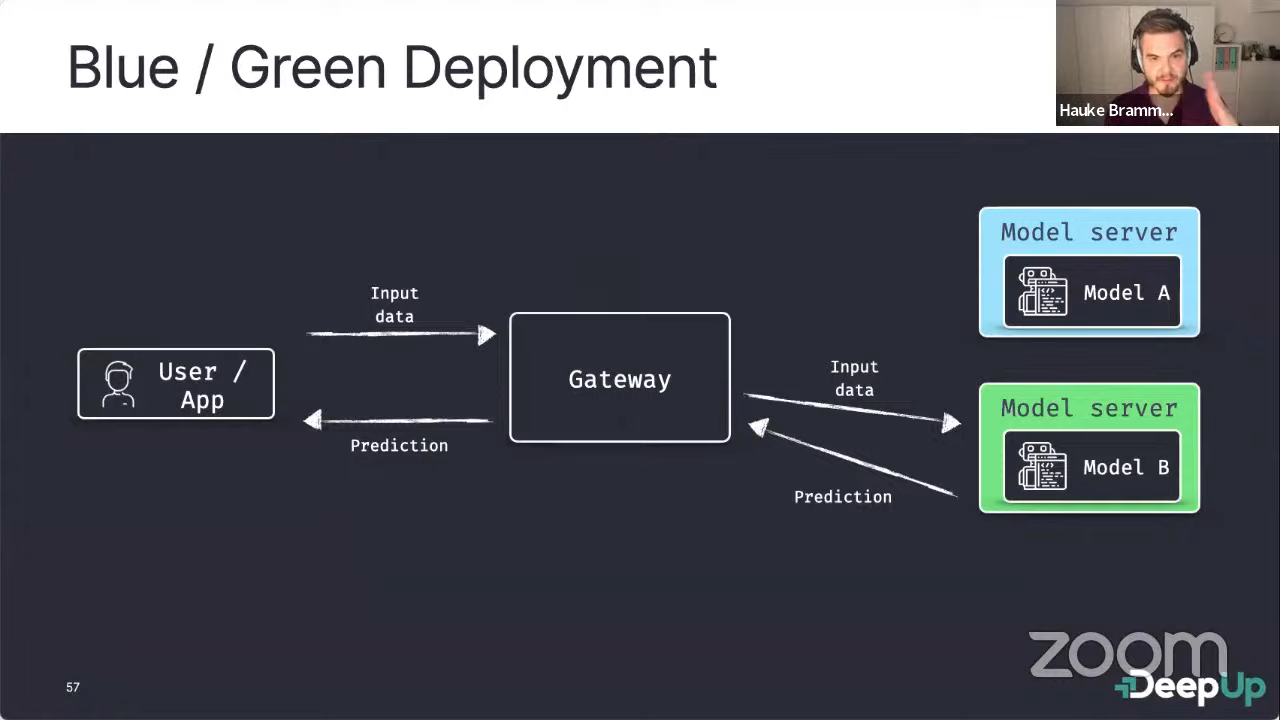 Blue / Green Deployment
Hauke Bramm...
Model server
Model A
Input
data
User /
App
Gateway
Prediction
Input
data
Prediction
Model server
Model B
57
zoom
DeepUp